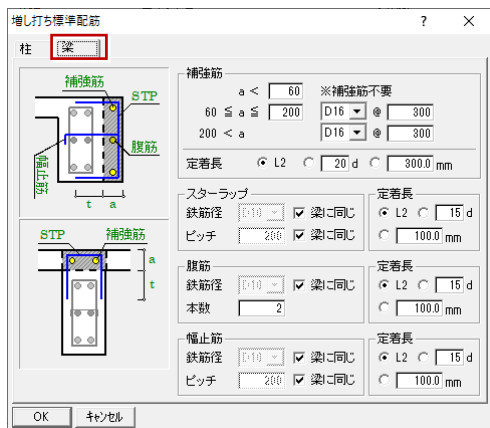 増し打ち標準配筋 ? ×
柱 梁
補強筋
STP
腹筋
幅止筋
t a
STP 補強筋
a
t
補強筋
a < 60 ※補強筋不要
60 ≦ a ≦ 200 D16 @ 300
200 < a D16 @ 300
定着長 L2 20 d 300.0 mm
スターラップ 定着長
鉄筋径 D10 梁に同じ L2 15 d
ピッチ 200 梁に同じ 100.0 mm
腹筋 定着長
鉄筋径 D10 梁に同じ L2 15 d
本数 2 100.0 mm
幅止筋 定着長
鉄筋径 D10 梁に同じ L2 15 d
ピッチ 200 梁に同じ 100.0 mm
OK キャンセル